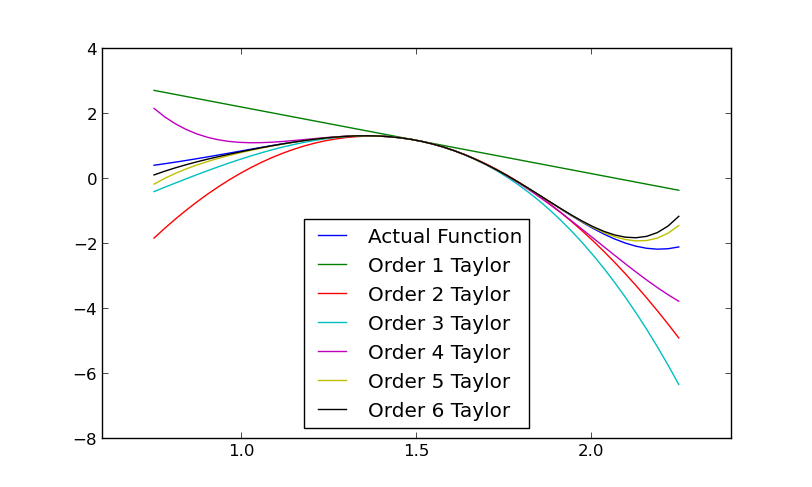 4
2
0
−2
−4
−6
−8
1.0
1.5
2.0
Actual Function
Order 1 Taylor
Order 2 Taylor
Order 3 Taylor
Order 4 Taylor
Order 5 Taylor
Order 6 Taylor